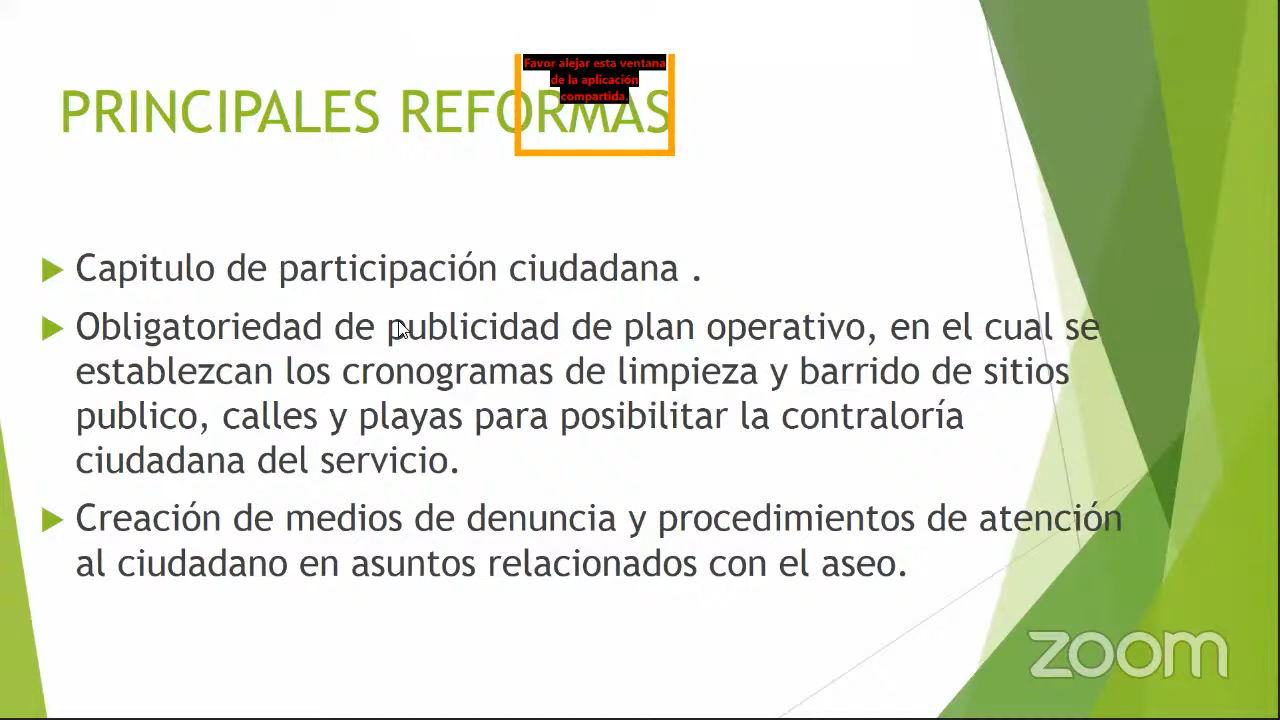 Favor alejar esta ventana
de la aplicación
compartida.
PRINCIPALES REFORMAS
Capitulo de participación ciudadana .
Obligatoriedad de publicidad de plan operativo, en el cual se
establezcan los cronogramas de limpieza y barrido de sitios
publico, calles y playas para posibilitar la contraloría
ciudadana del servicio.
Creación de medios de denuncia y procedimientos de atención
al ciudadano en asuntos relacionados con el aseo.
zoom